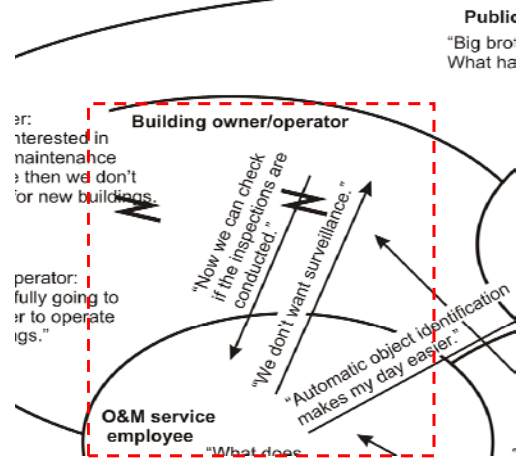 Public
"Big brot
What ha
er:
nterested in
maintenance
e then we don't
for new buildings.
Building owner/operator
"Now we can check
if the inspections are
conducted."
"We don't want surveillance."
perator:
fully going to
er to operate
ngs."
"Automatic object identification
makes my day easier."
O&M service
employee
"What does